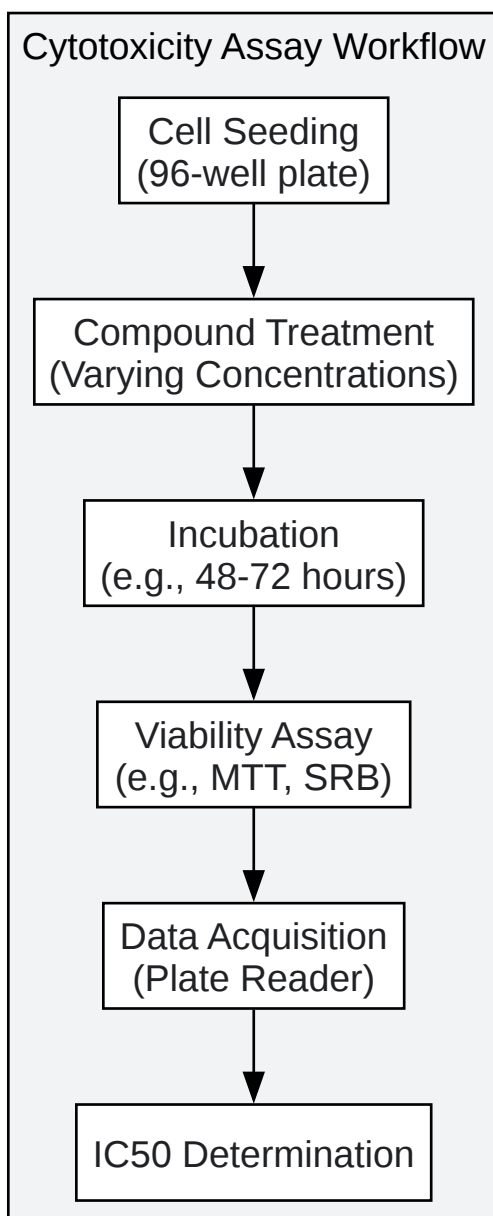 Cytotoxicity Assay Workflow
Cell Seeding
(96-well plate)
Compound Treatment
(Varying Concentrations)
Incubation
(e.g., 48-72 hours)
Viability Assay
(e.g., MTT, SRB)
Data Acquisition
(Plate Reader)
IC50 Determination